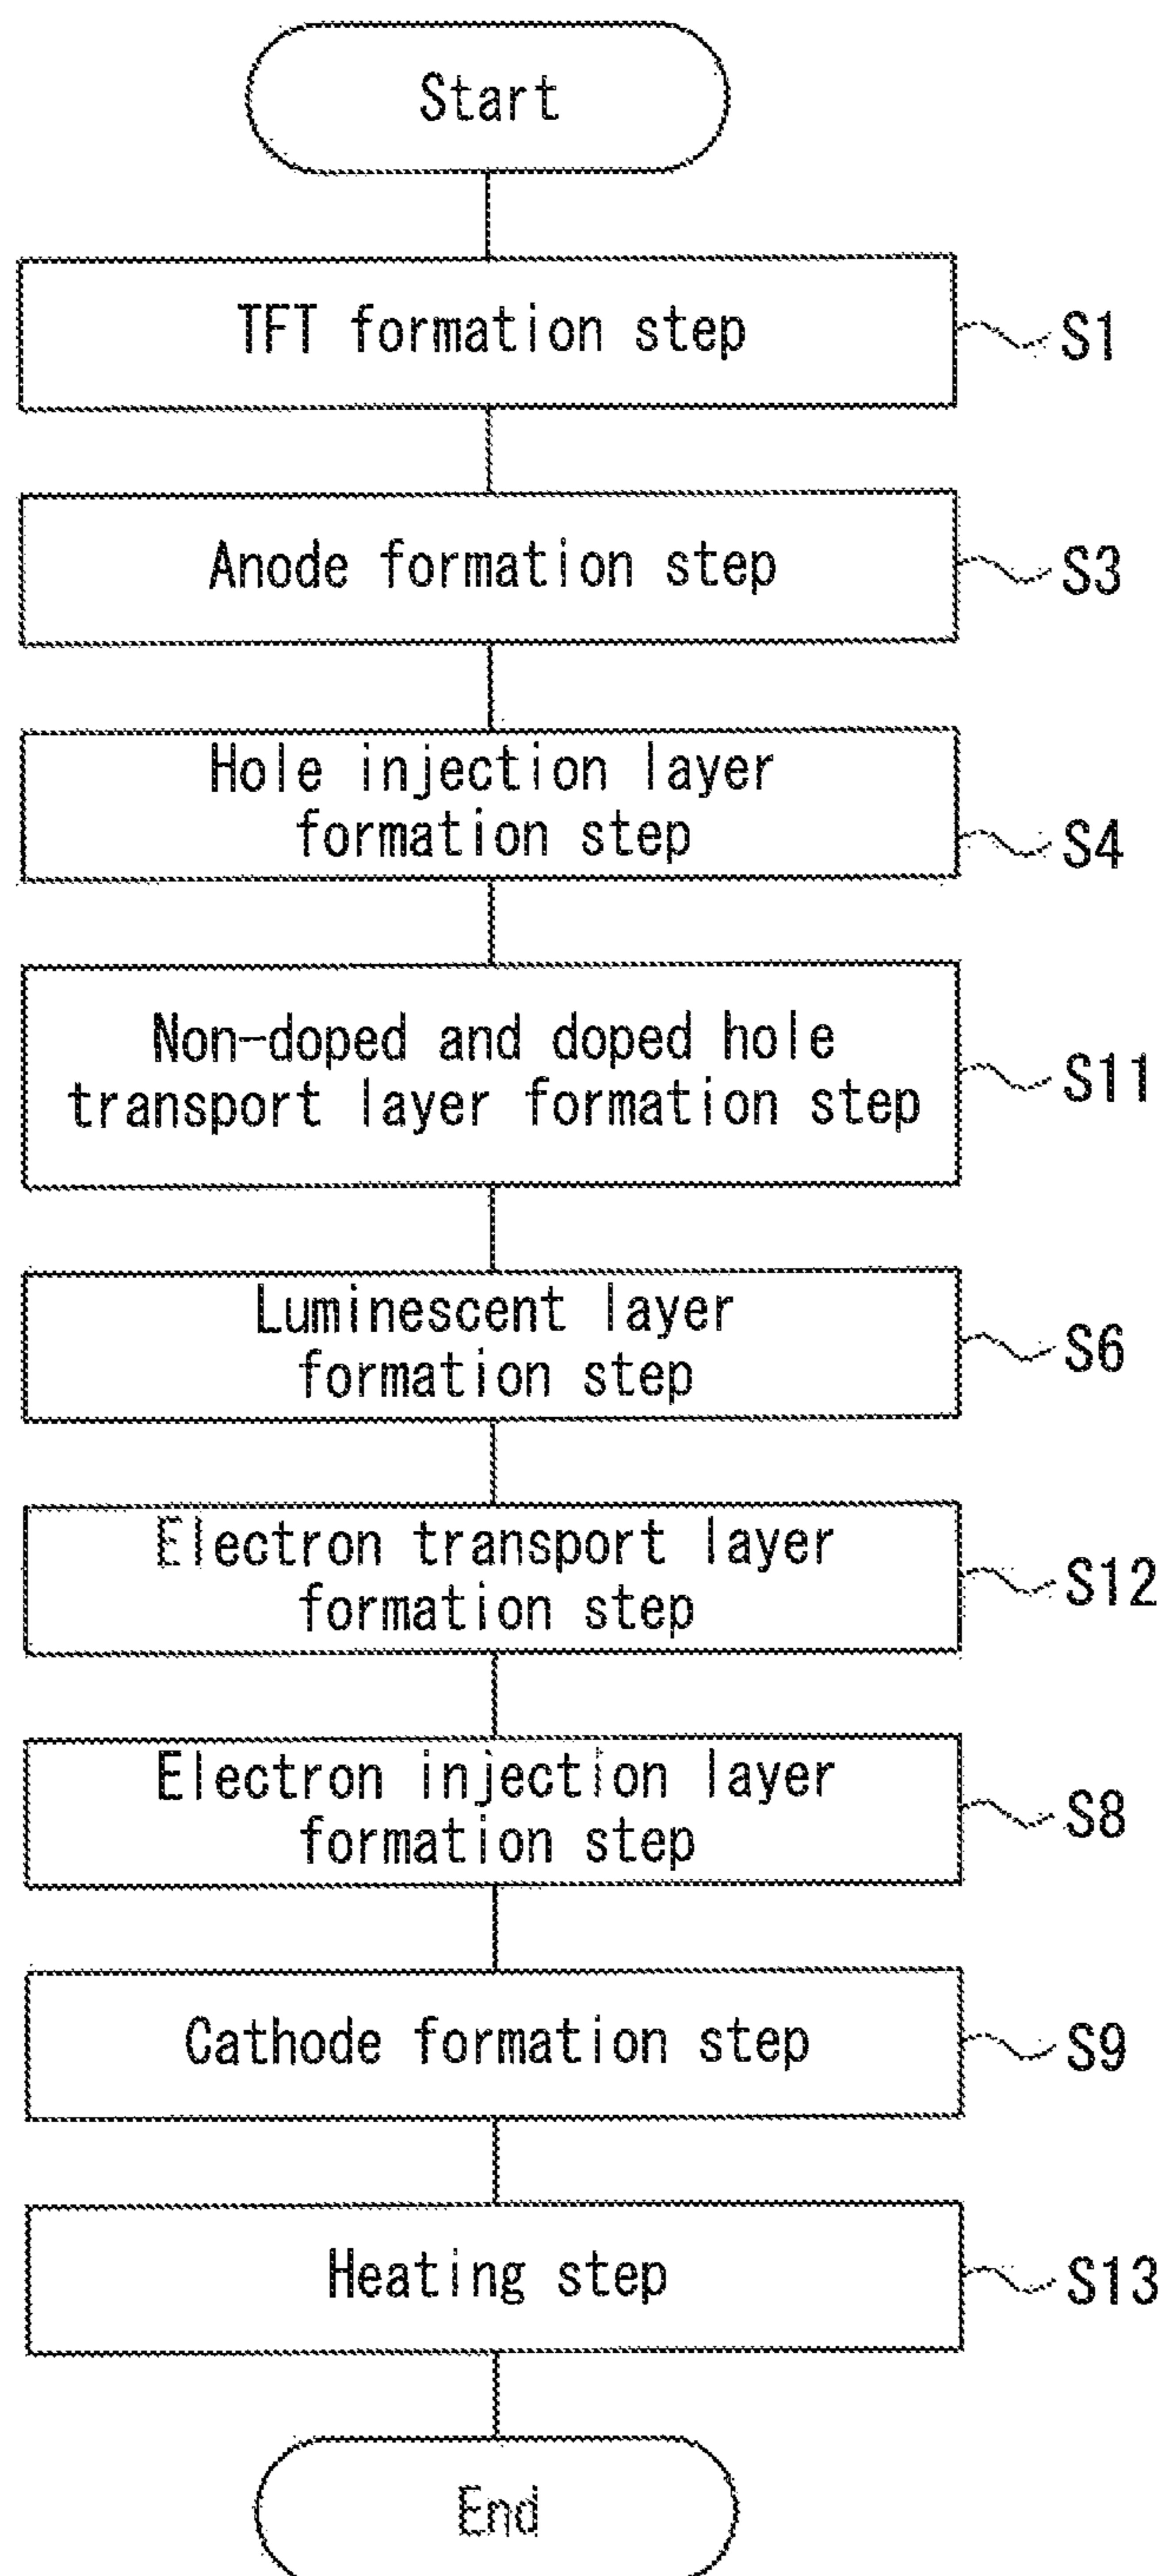 Start
TFT formation step
S1
Anode formation step
S3
Hole injection layer
formation step
S4
Non-doped and doped hole
transport layer formation step
S11
Luminescent layer
formation step
S6
Electron transport layer
formation step
S12
Electron injection layer
formation step
S8
Cathode formation step
S9
Heating step
S13
End